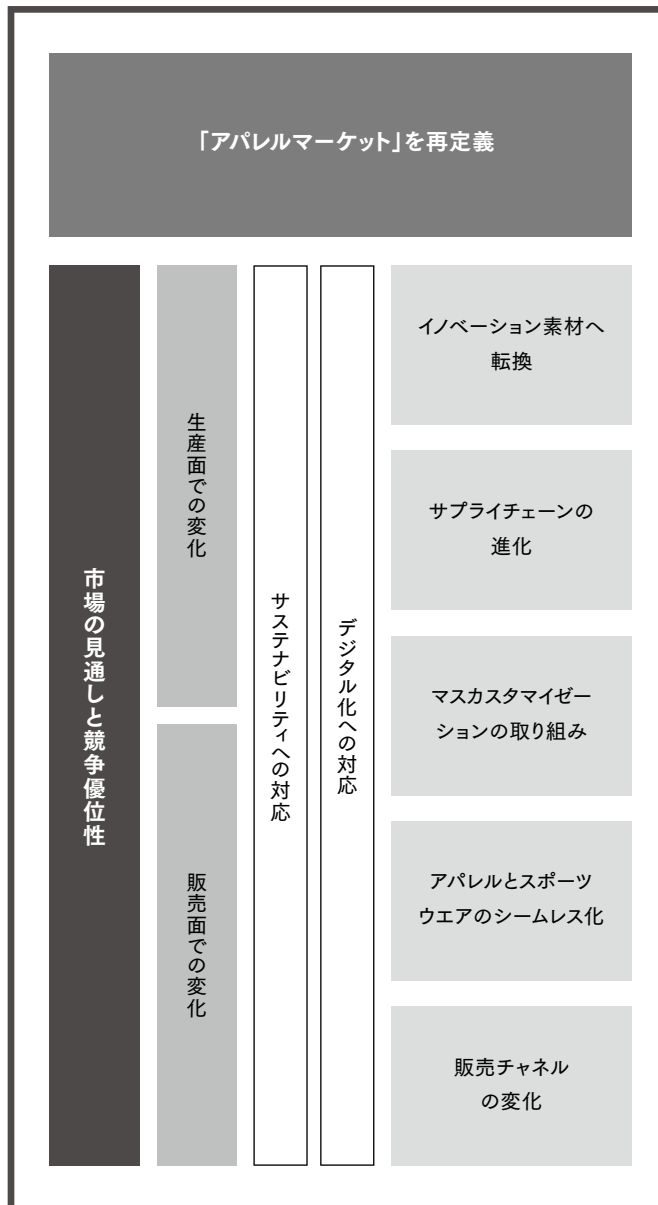 「アパレルマーケット」を再定義
市場の見通しと競争優位性
生産面での変化
販売面での変化
サステナビリティへの対応
デジタル化への対応
イノベーション素材へ
転換
サプライチェーンの
進化
マスカスタマイゼー
ションの取り組み
アパレルとスポーツ
ウエアのシームレス化
販売チャネル
の変化